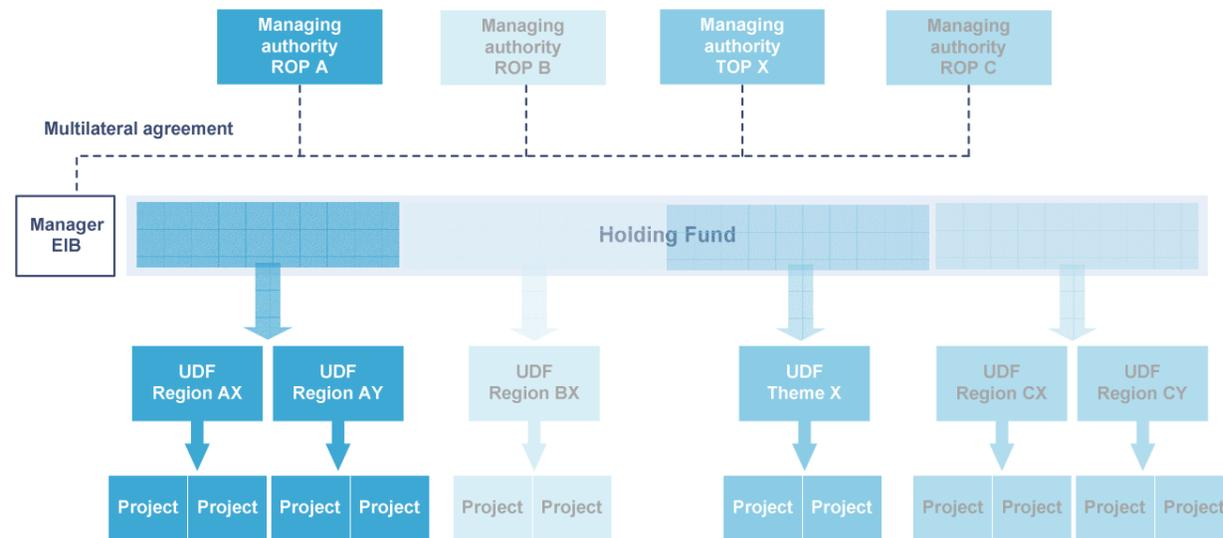 Managing
authority
ROP A
Managing
authority
ROP B
Managing
authority
TOP X
Managing
authority
ROP C
Multilateral agreement
Manager
EIB
Holding Fund
UDF
Region AX
UDF
Region AY
UDF
Region BX
UDF
Theme X
UDF
Region CX
UDF
Region CY
Project
Project
Project
Project
Project
Project
Project
Project
Project
Project
Project
Project